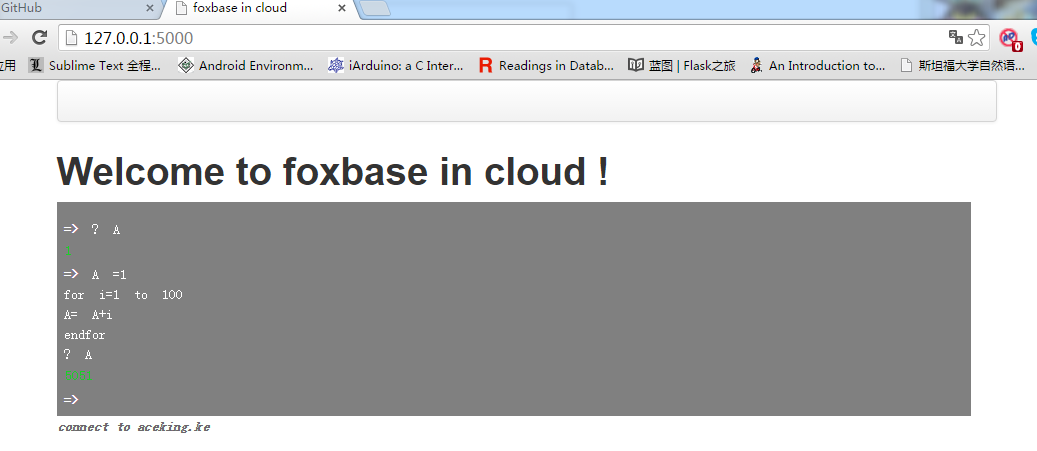 GitHub
foxbase in cloud
127.0.0.1:5000
应用 Sublime Text 全程... Android Environm... iArduino: a C Inter... Readings in Datab... 蓝图 | Flask之旅 An Introduction to... 斯坦福大学自然语...
Welcome to foxbase in cloud !
=> ? A
=> A =1
for i=1 to 100
A= A+i
endfor
? A
=>
connect to aceking.ke